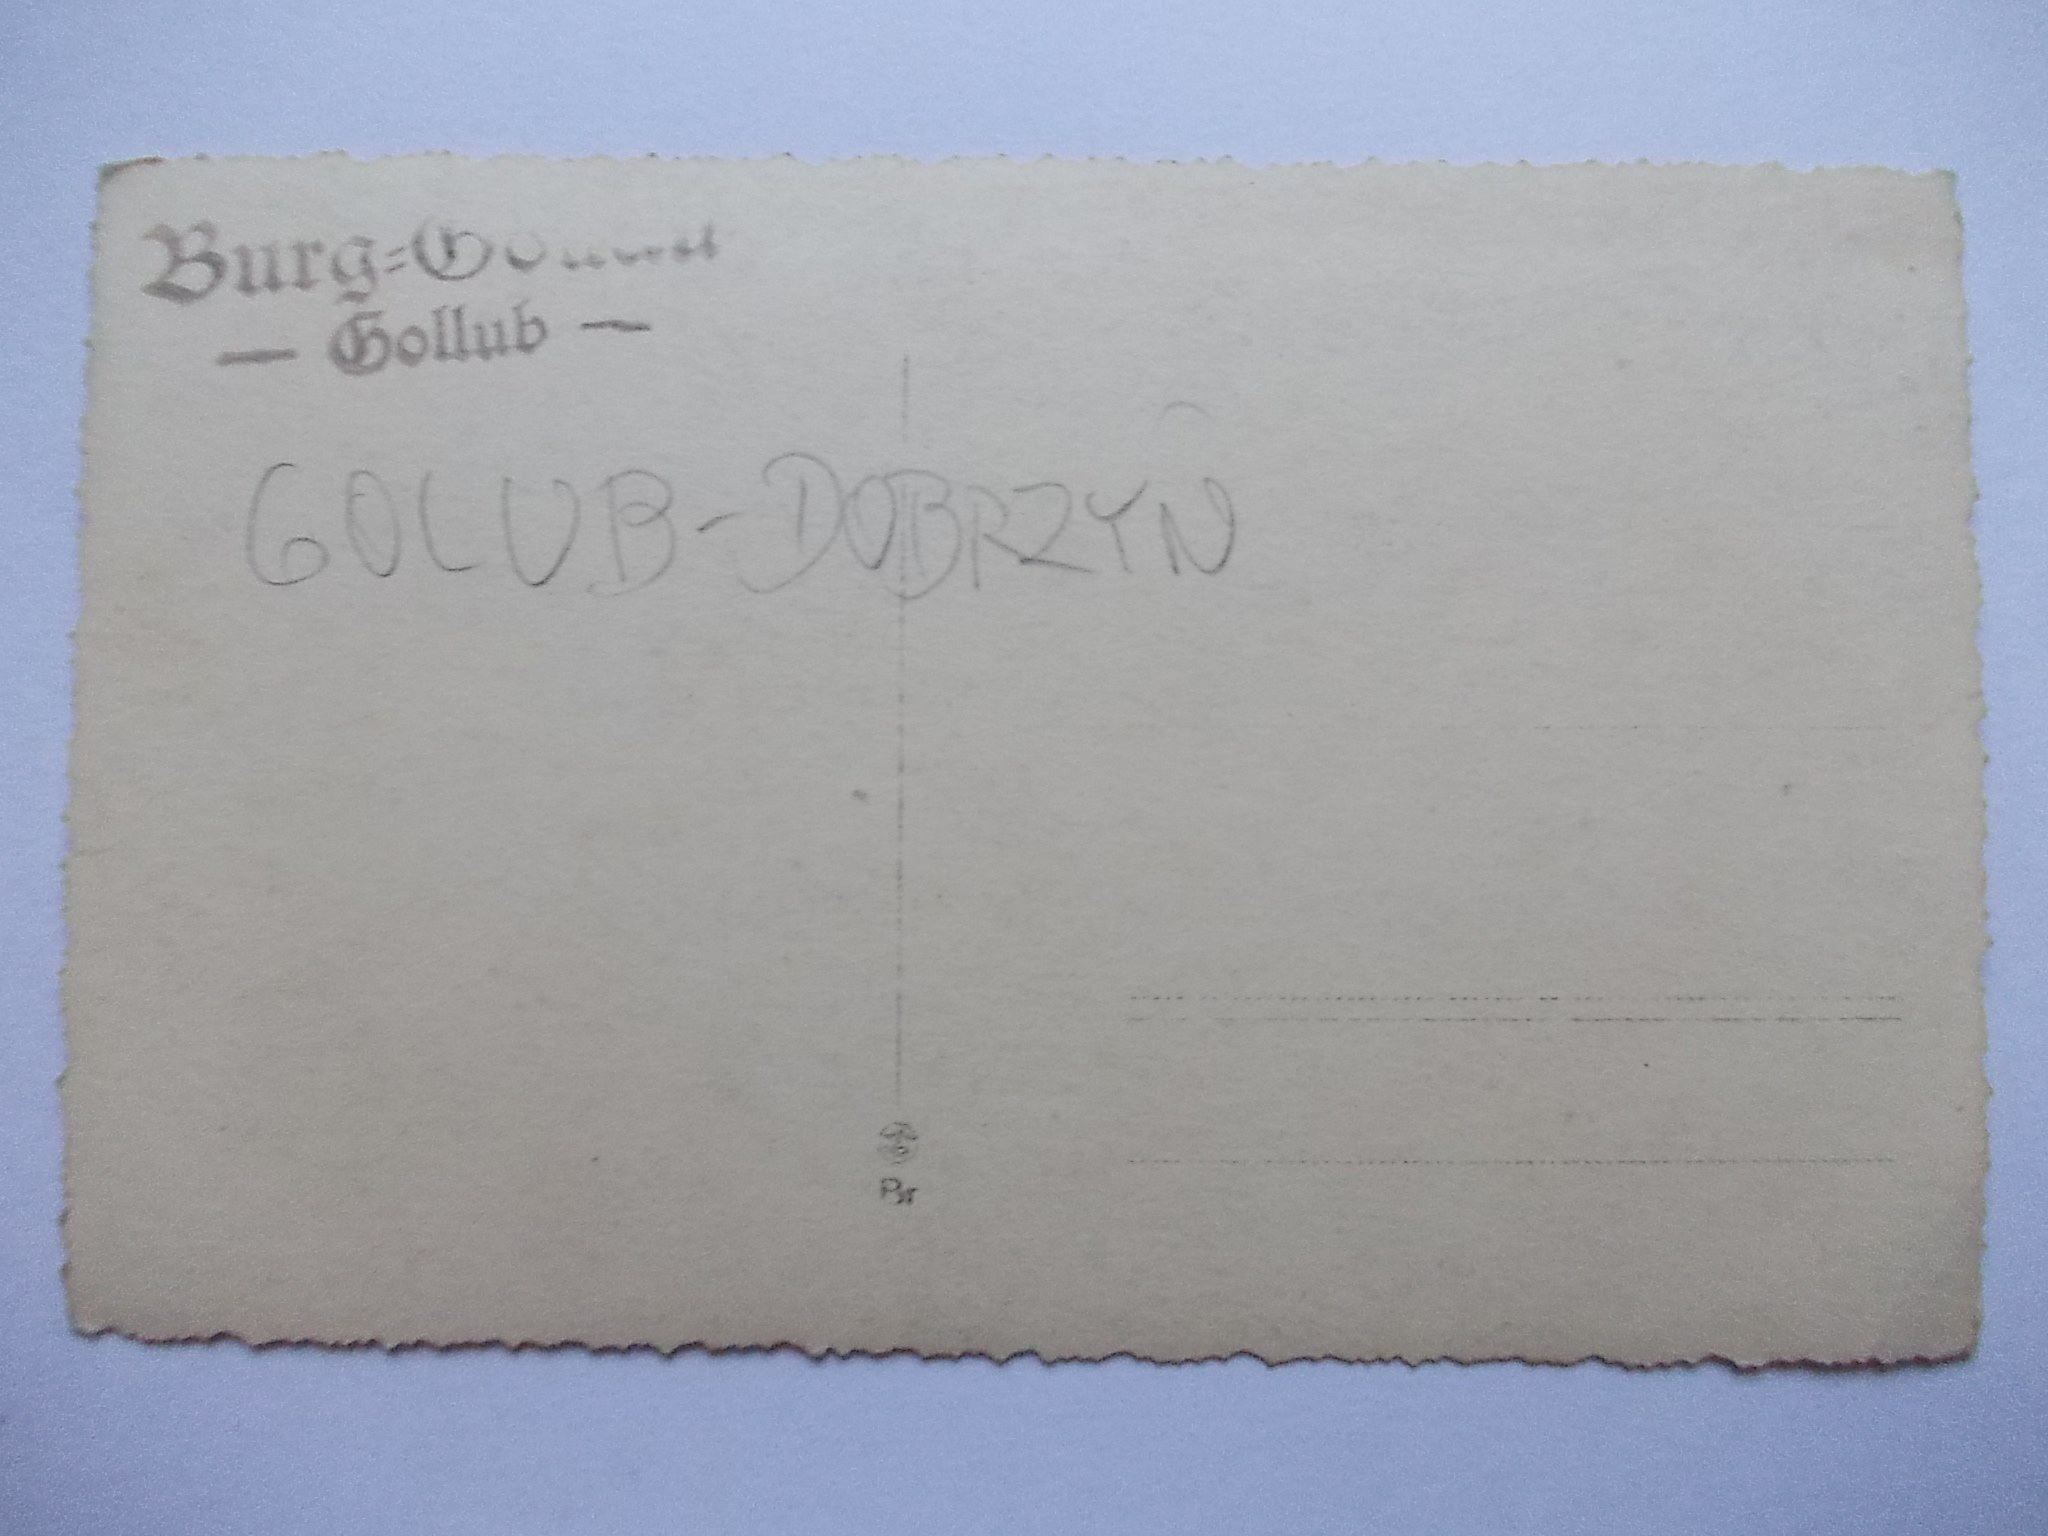 Burg=
— Gollub —
GOLUB-DOBRZYŃ